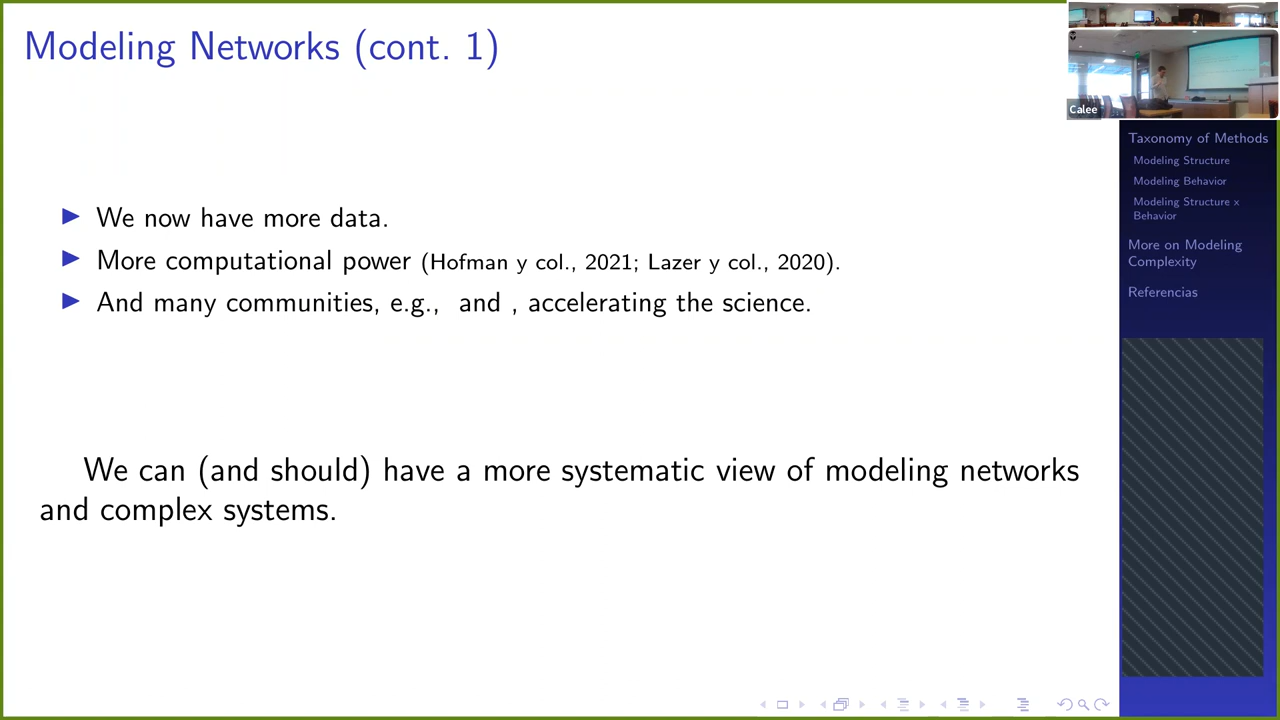 Modeling Networks (cont. 1)
We now have more data.
More computational power (Hofman y col., 2021; Lazer y col., 2020).
And many communities, e.g., and , accelerating the science.
We can (and should) have a more systematic view of modeling networks
and complex systems.
Calee
Taxonomy of Methods
Modeling Structure
Modeling Behavior
Modeling Structure x
Behavior
More on Modeling
Complexity
Referencias